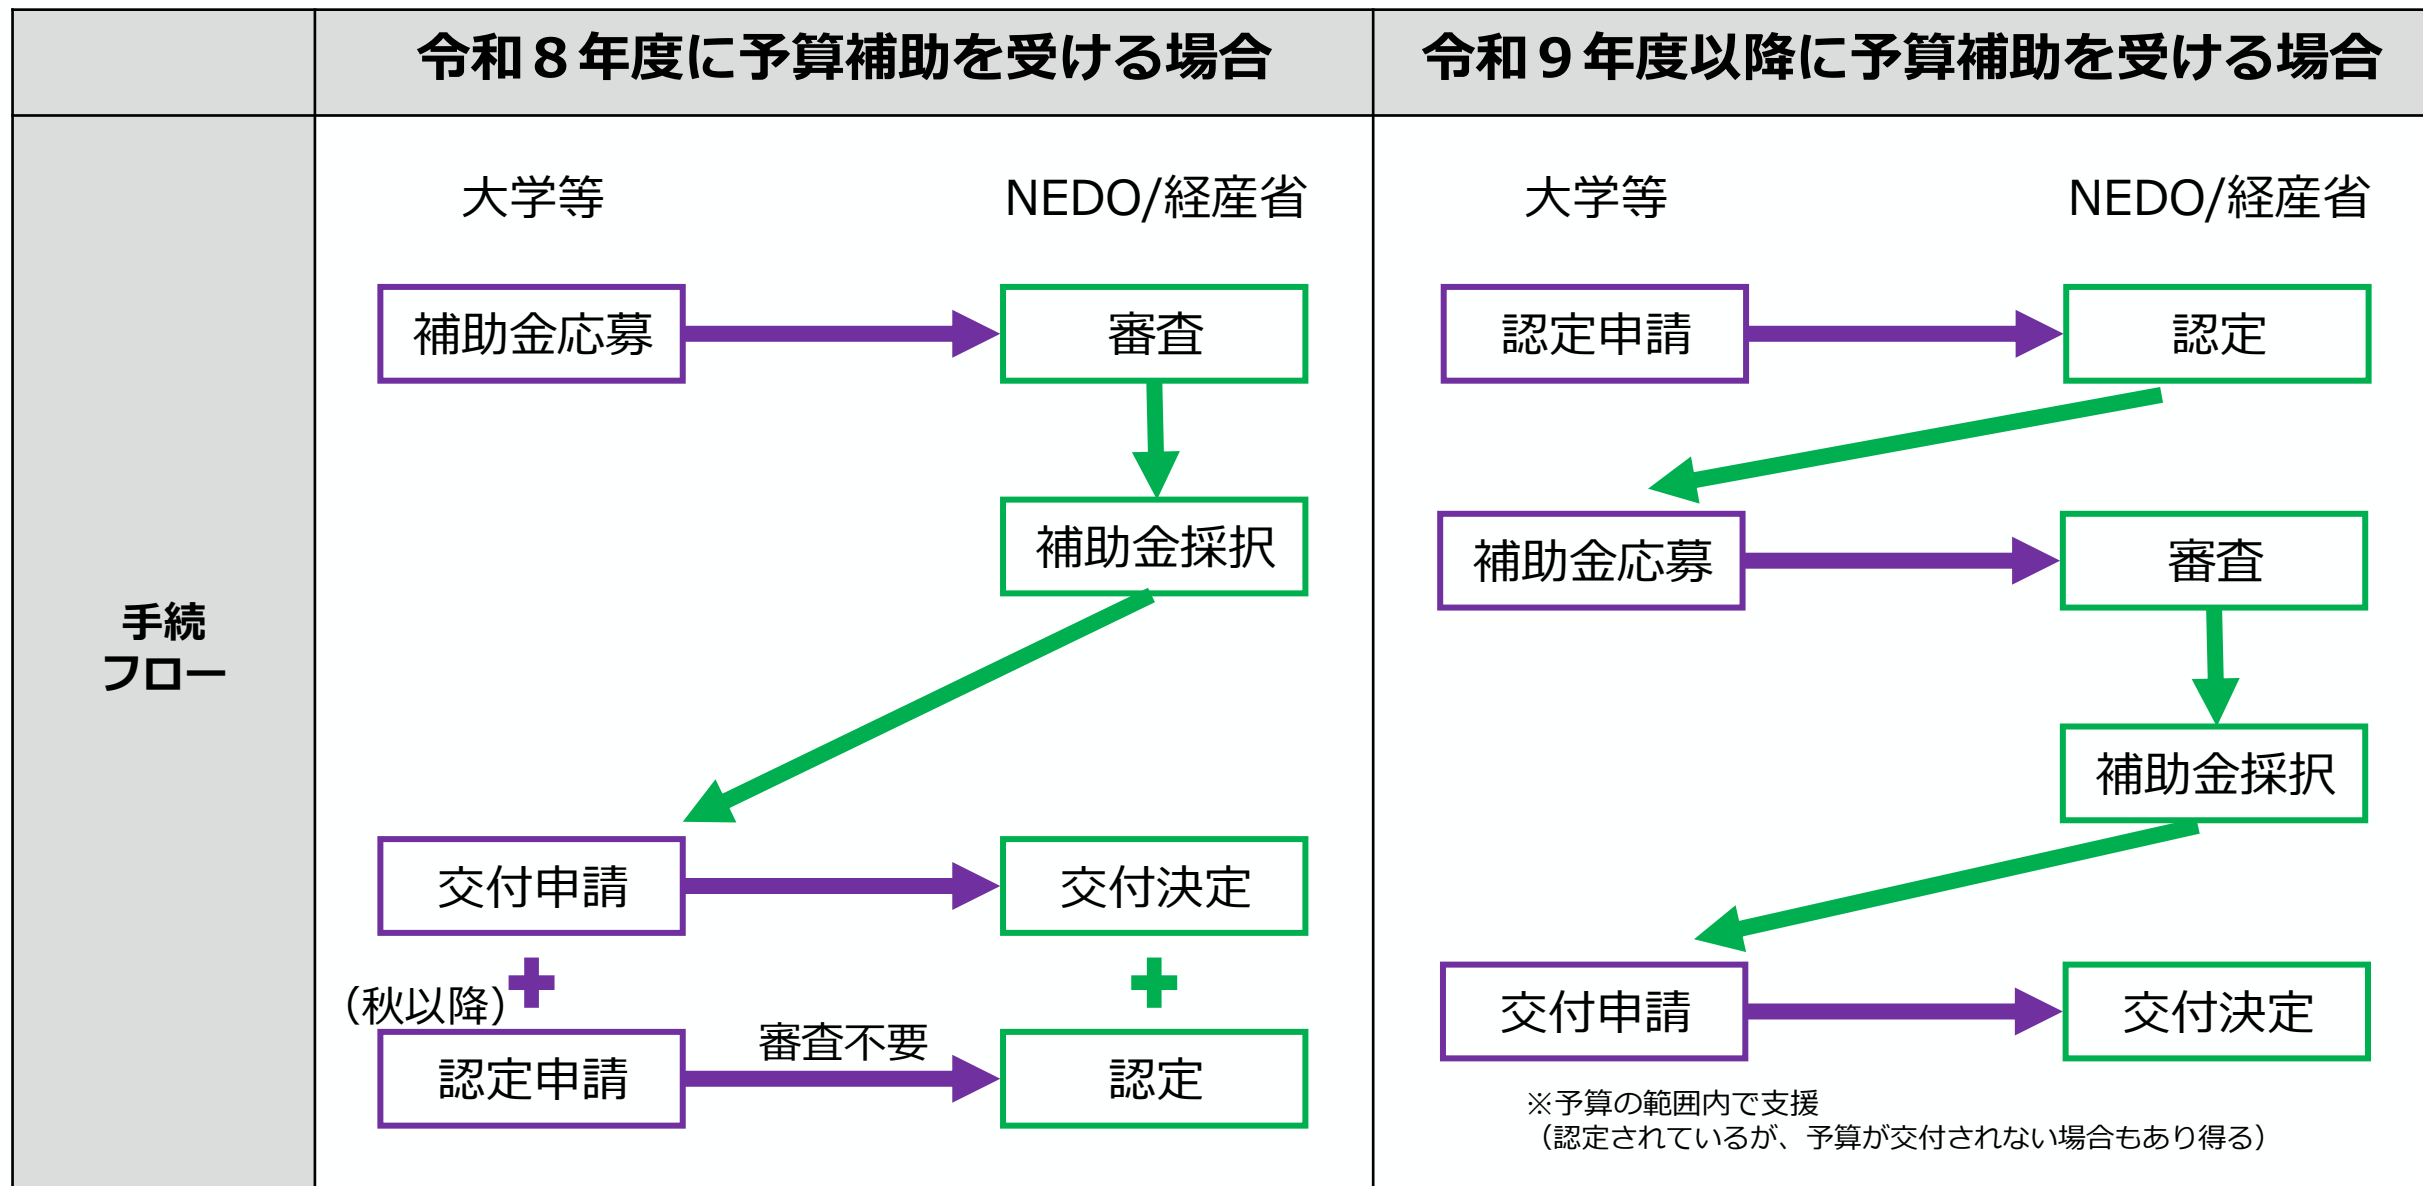 令和８年度に予算補助を受ける場合
令和９年度以降に予算補助を受ける場合
手続
フロー
大学等
NEDO/経産省
補助金応募
審査
補助金採択
交付申請
交付決定
（秋以降）
認定申請
審査不要
認定
大学等
NEDO/経産省
認定申請
認定
補助金応募
審査
補助金採択
交付申請
交付決定
※予算の範囲内で支援
（認定されているが、予算が交付されない場合もあり得る）